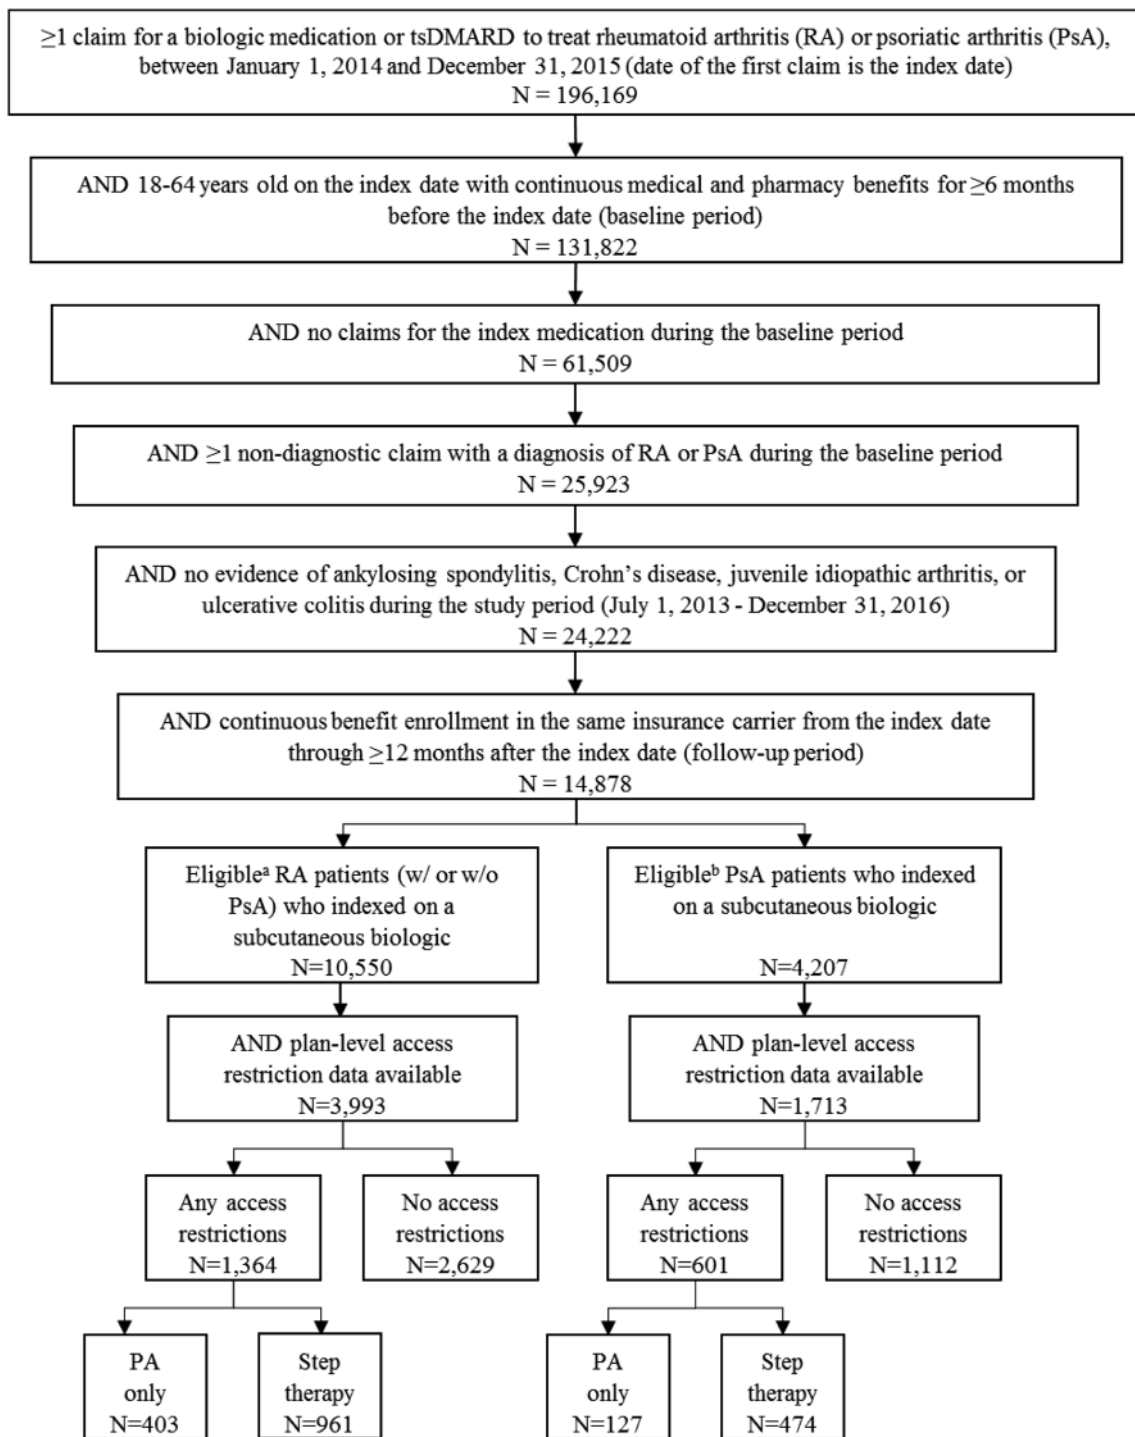 ≥1 claim for a biologic medication or tsDMARD to treat rheumatoid arthritis (RA) or psoriatic arthritis (PsA),
between January 1, 2014 and December 31, 2015 (date of the first claim is the index date)
N = 196,169
AND 18-64 years old on the index date with continuous medical and pharmacy benefits for ≥6 months
before the index date (baseline period)
N = 131,822
AND no claims for the index medication during the baseline period
N = 61,509
AND ≥1 non-diagnostic claim with a diagnosis of RA or PsA during the baseline period
N = 25,923
AND no evidence of ankylosing spondylitis, Crohn's disease, juvenile idiopathic arthritis, or
ulcerative colitis during the study period (July 1, 2013 - December 31, 2016)
N = 24,222
AND continuous benefit enrollment in the same insurance carrier from the index date
through ≥12 months after the index date (follow-up period)
N = 14,878
Eligibleᵃ RA patients (w/ or w/o
PsA) who indexed on a
subcutaneous biologic
N=10,550
Eligibleᵇ PsA patients who indexed
on a subcutaneous biologic
N=4,207
AND plan-level access
restriction data available
N=3,993
AND plan-level access
restriction data available
N=1,713
Any access
restrictions
N=1,364
No access
restrictions
N=2,629
Any access
restrictions
N=601
No access
restrictions
N=1,112
PA
only
N=403
Step
therapy
N=961
PA
only
N=127
Step
therapy
N=474